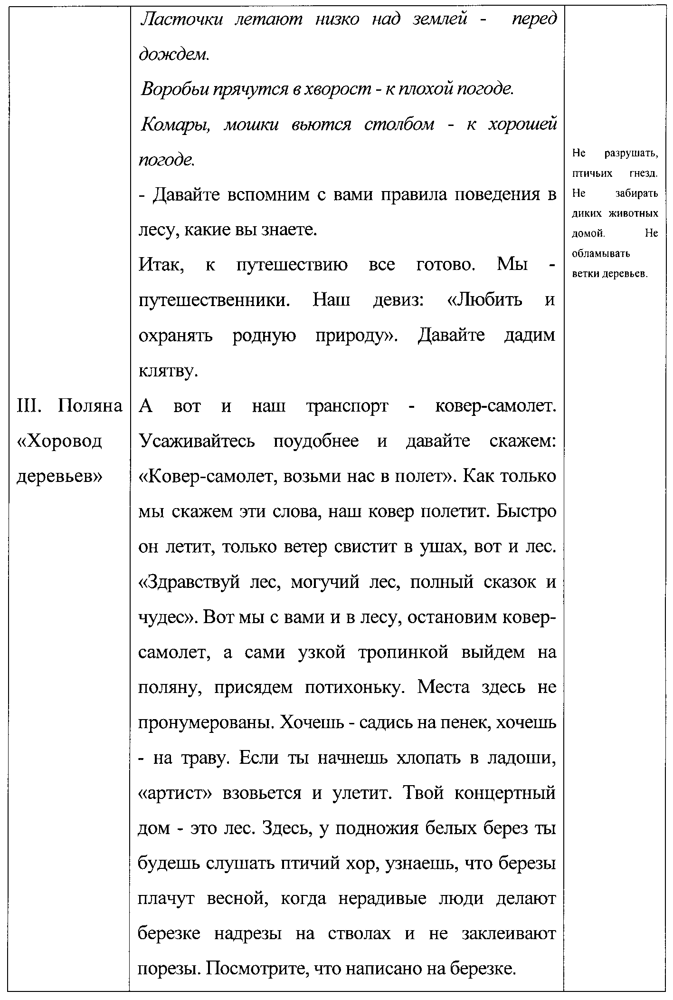 Ласточки летают низко над землей - перед
дождем.
Воробьи прячутся в хворост - к плохой погоде.
Комары, мошки вьются столбом - к хорошей
погоде.
- Давайте вспомним с вами правила поведения в
лесу, какие вы знаете.
Итак, к путешествию все готово. Мы -
путешественники. Наш девиз: «Любить и
охранять родную природу». Давайте дадим
клятву.
Не разрушать,
птичьих гнезд.
Не забирать
диких животных
домой. Не
обламывать
ветки деревьев.
III. Поляна
«Хоровод
деревьев»
А вот и наш транспорт - ковер-самолет.
Усаживайтесь поудобнее и давайте скажем:
«Ковер-самолет, возьми нас в полет». Как только
мы скажем эти слова, наш ковер полетит. Быстро
он летит, только ветер свистит в ушах, вот и лес.
«Здравствуй лес, могучий лес, полный сказок и
чудес». Вот мы с вами и в лесу, остановим ковер-
самолет, а сами узкой тропинкой выйдем на
поляну, присядем потихоньку. Места здесь не
пронумерованы. Хочешь - садись на пенек, хочешь
- на траву. Если ты начнешь хлопать в ладоши,
«артист» взовьется и улетит. Твой концертный
дом - это лес. Здесь, у подножия белых берез ты
будешь слушать птичий хор, узнаешь, что березы
плачут весной, когда нерадивые люди делают
березке надрезы на стволах и не заклеивают
порезы. Посмотрите, что написано на березке.